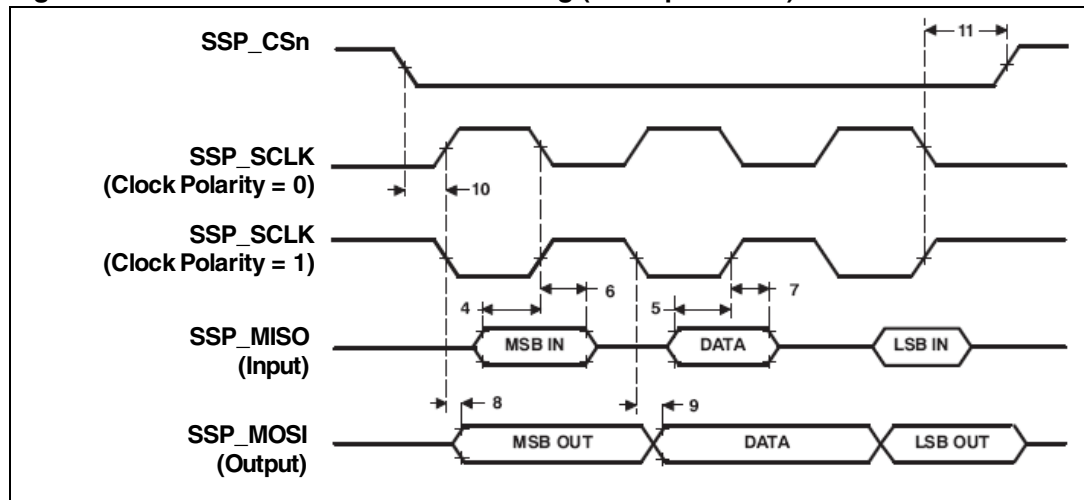 SSP_CSn
11
SSP_SCLK
(Clock Polarity = 0)
10
SSP_SCLK
(Clock Polarity = 1)
4
6
5
7
SSP_MISO
(Input)
MSB IN
DATA
LSB IN
8
9
SSP_MOSI
(Output)
MSB OUT
DATA
LSB OUT